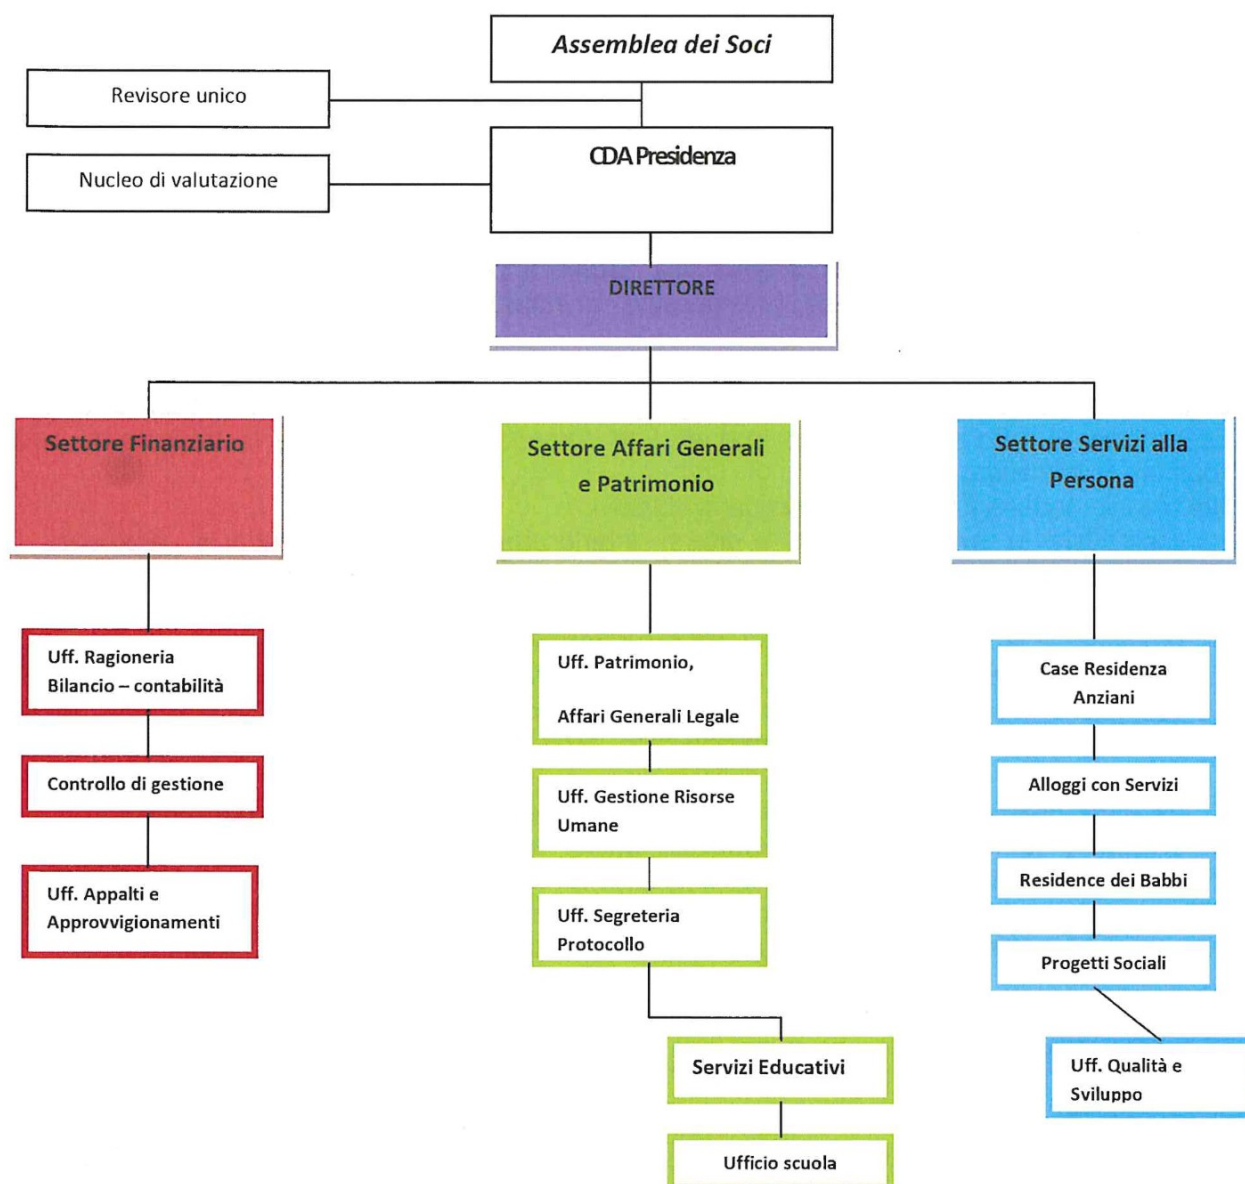 Assemblea dei Soci
Revisore unico
CDA Presidenza
Nucleo di valutazione
DIRETTORE
Settore Finanziario
Settore Affari Generali
e Patrimonio
Settore Servizi alla
Persona
Uff. Ragioneria
Bilancio – contabilità
Controllo di gestione
Uff. Appalti e
Approvvigionamenti
Uff. Patrimonio,
Affari Generali Legale
Uff. Gestione Risorse
Umane
Uff. Segreteria
Protocollo
Servizi Educativi
Ufficio scuola
Case Residenza
Anziani
Alloggi con Servizi
Residence dei Babbi
Progetti Sociali
Uff. Qualità e
Sviluppo